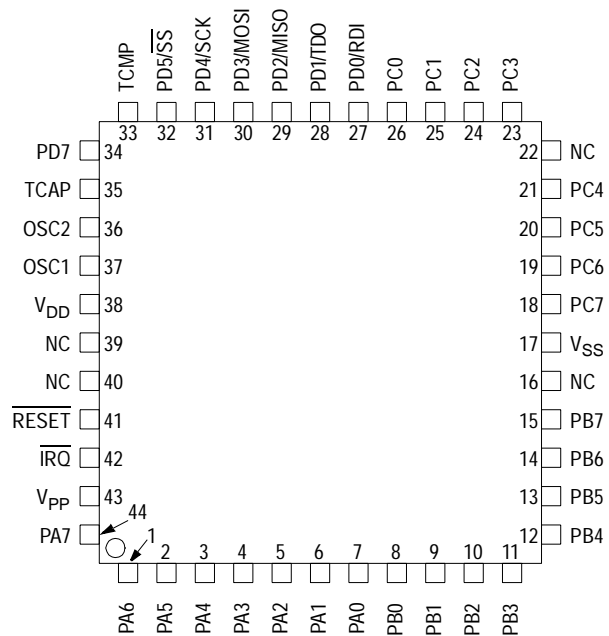 TCMP
PD5/SS
PD4/SCK
PD3/MOSI
PD2/MISO
PD1/TDO
PD0/RDI
PC0
PC1
PC2
PC3
33 32 31 30 29 28 27 26 25 24 23
PD7 34
TCAP 35
OSC2 36
OSC1 37
VDD 38
NC 39
NC 40
RESET 41
IRQ 42
VPP 43
PA7 44
22 NC
21 PC4
20 PC5
19 PC6
18 PC7
17 VSS
16 NC
15 PB7
14 PB6
13 PB5
12 PB4
1 2 3 4 5 6 7 8 9 10 11
PA6
PA5
PA4
PA3
PA2
PA1
PA0
PB0
PB1
PB2
PB3